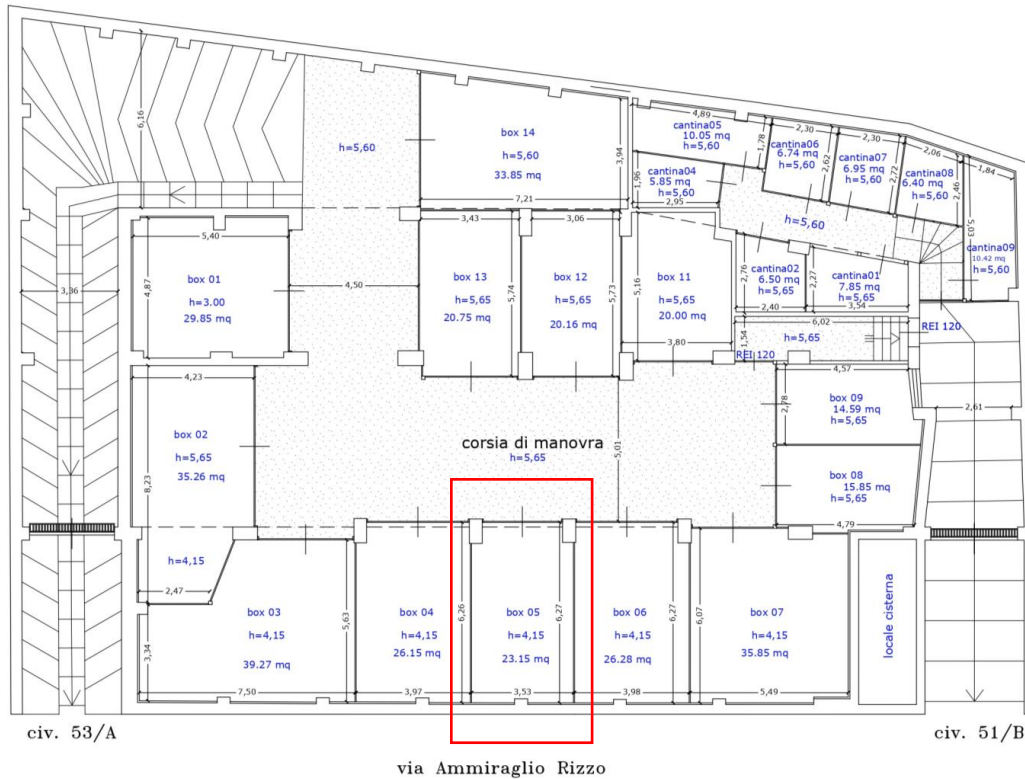 6,16
h=5,60
box 14
h=5,60
33.85 mq
3,94
7,21
4,89
cantina05
10.05 mq
h=5,60
1,78
2,30
cantina06
6.74 mq
h=5,60
2,62
2,30
cantina07
6.95 mq
h=5,60
2,72
2,06
cantina08
6.40 mq
h=5,60
2,46
1,84
1,96
cantina04
5.85 mq
h=5,60
2,95
h=5,60
5,03
cantina09
10.42 mq
h=5,60
3,36
5,40
4,87
box 01
h=3.00
29.85 mq
4,50
3,43
box 13
h=5,65
20.75 mq
5,74
3,06
box 12
h=5,65
20.16 mq
5,73
5,16
box 11
h=5,65
20.00 mq
3,80
2,76
cantina02
6.50 mq
h=5,65
2,40
2,27
cantina01
7.85 mq
h=5,65
3,54
6,02
h=5,65
1,54
REI 120
REI 120
4,23
box 02
h=5,65
35.26 mq
8,23
corsia di manovra
h=5,65
5,01
4,57
2,78
box 09
14.59 mq
h=5,65
2,61
box 08
15.85 mq
h=5,65
4,79
h=4,15
2,47
3,34
box 03
h=4,15
39.27 mq
5,63
7,50
box 04
h=4,15
26.15 mq
6,26
3,97
box 05
h=4,15
23.15 mq
6,27
3,53
box 06
h=4,15
26.28 mq
6,27
3,98
6,07
box 07
h=4,15
35.85 mq
5,49
locale cisterna
civ. 53/A
civ. 51/B
via Ammiraglio Rizzo